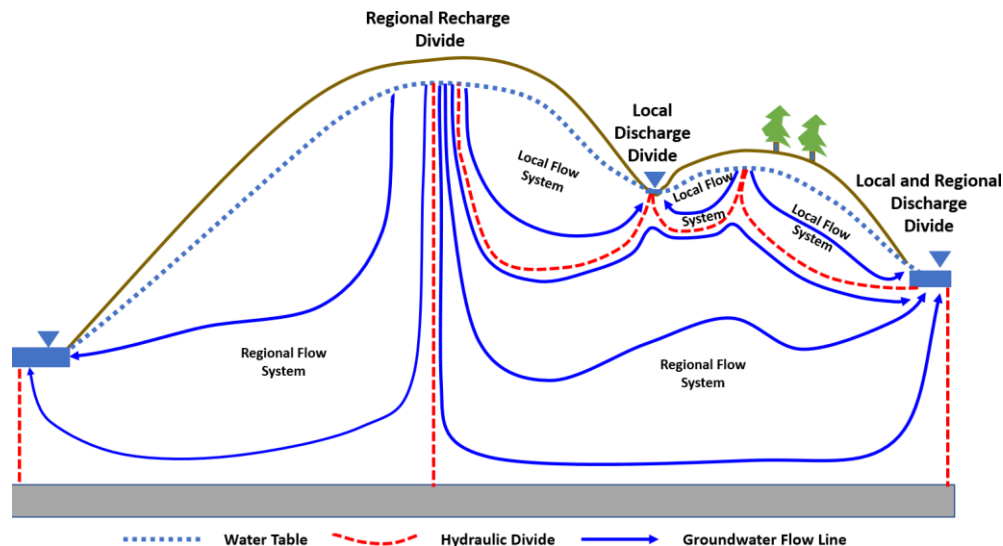 Regional Recharge
Divide
Local
Discharge
Divide
Local and Regional
Discharge
Divide
Local Flow
System
Local Flow
System
Local Flow
System
Regional Flow
System
Regional Flow
System
Water Table
Hydraulic Divide
Groundwater Flow Line